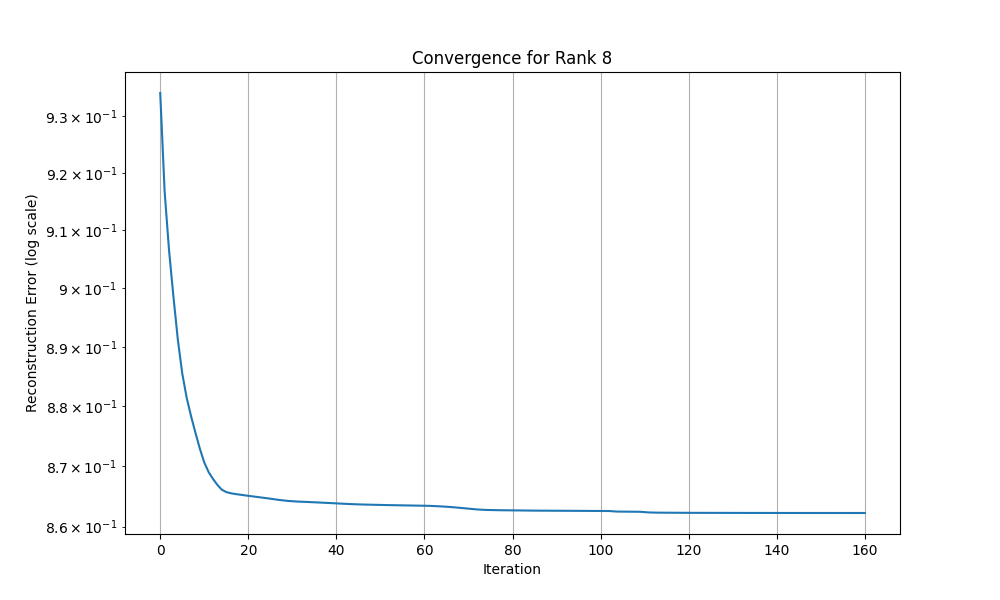 Convergence for Rank 8
Reconstruction Error (log scale)
9.3 × 10⁻¹
9.2 × 10⁻¹
9.1 × 10⁻¹
9 × 10⁻¹
8.9 × 10⁻¹
8.8 × 10⁻¹
8.7 × 10⁻¹
8.6 × 10⁻¹
0 20 40 60 80 100 120 140 160
Iteration